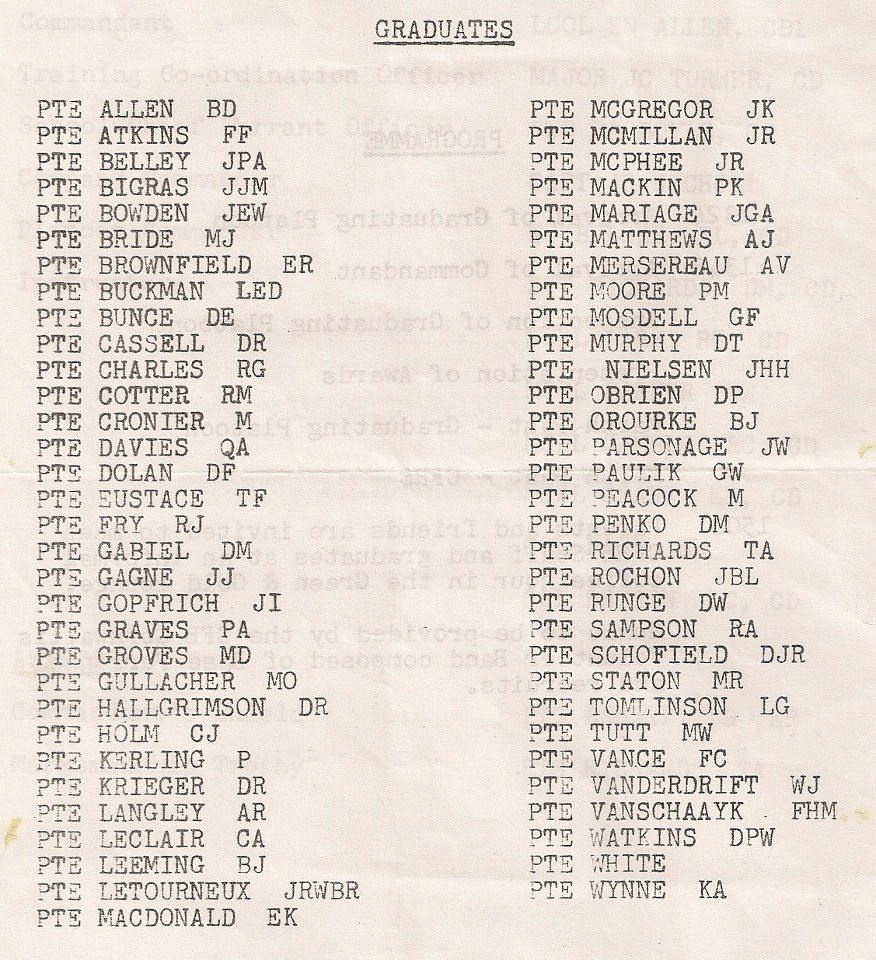 GRADUATES
PTE ALLEN BD
PTE ATKINS FF
PTE BELLEY JPA
PTE BIGRAS JJM
PTE BOWDEN JEW
PTE BRIDE MJ
PTE BROWNFIELD ER
PTE BUCKMAN LED
PTE BUNCE DE
PTE CASSELL DR
PTE CHARLES RG
PTE COTTER RM
PTE CRONIER M
PTE DAVIES QA
PTE DOLAN DF
PTE EUSTACE TF
PTE FRY RJ
PTE GABIEL DM
PTE GAGNE JJ
PTE GOPFRICH JI
PTE GRAVES PA
PTE GROVES MD
PTE GULLACHER MO
PTE HALLGRIMSON DR
PTE HOLM CJ
PTE KERLING P
PTE KRIEGER DR
PTE LANGLEY AR
PTE LECLAIR CA
PTE LEEMING BJ
PTE LETOURNEUX JRWBR
PTE MACDONALD EK
PTE MCGREGOR JK
PTE MCMILLAN JR
PTE MCPHEE JR
PTE MACKIN PK
PTE MARIAGE JGA
PTE MATTHEWS AJ
PTE MERSEREAU AV
PTE MOORE PM
PTE MOSDELL GF
PTE MURPHY DT
PTE NIELSEN JHH
PTE OBRIEN DP
PTE OROURKE BJ
PTE PARSONAGE JW
PTE PAULIK GW
PTE PEACOCK M
PTE PENKO DM
PTE RICHARDS TA
PTE ROCHON JBL
PTE RUNGE DW
PTE SAMPSON RA
PTE SCHOFIELD DJR
PTE STATON MR
PTE TOMLINSON LG
PTE TUTT MW
PTE VANCE FC
PTE VANDERDRIFT WJ
PTE VANSCHAAYK FHM
PTE WATKINS DPW
PTE WHITE
PTE WYNNE KA